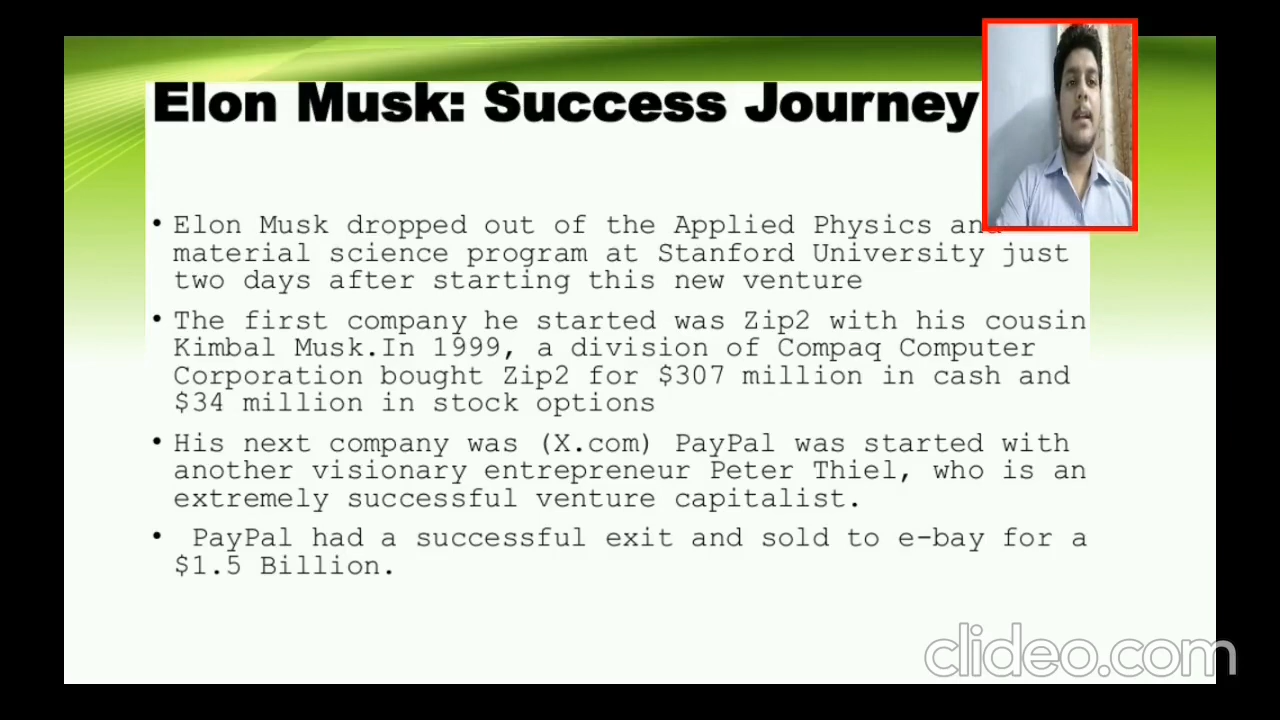 Elon Musk: Success Journey
• Elon Musk dropped out of the Applied Physics and
material science program at Stanford University just
two days after starting this new venture
• The first company he started was Zip2 with his cousin
Kimbal Musk.In 1999, a division of Compaq Computer
Corporation bought Zip2 for $307 million in cash and
$34 million in stock options
• His next company was (X.com) PayPal was started with
another visionary entrepreneur Peter Thiel, who is an
extremely successful venture capitalist.
• PayPal had a successful exit and sold to e-bay for a
$1.5 Billion.
clideo.com